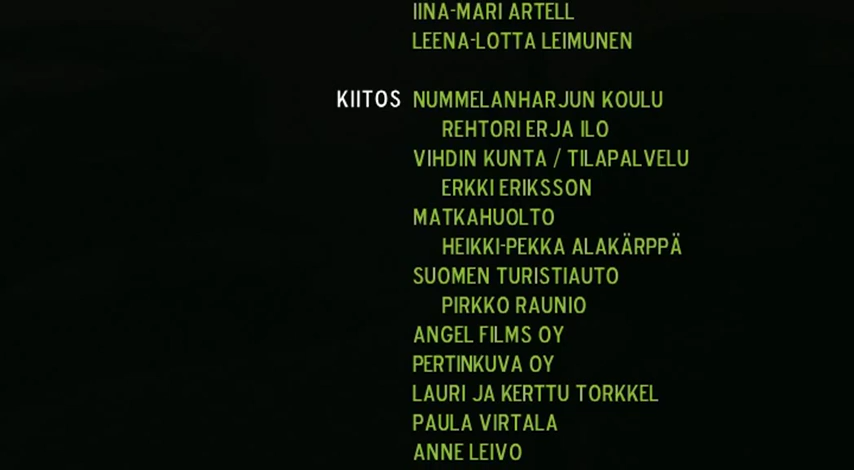 IINA-MARI ARTELL
LEENA-LOTTA LEIMUNEN
KIITOS NUMMELANHARJUN KOULU
REHTORI ERJA ILO
VIHDIN KUNTA / TILAPALVELU
ERKKI ERIKSSON
MATKAHUOLTO
HEIKKI-PEKKA ALAKÄRPPÄ
SUOMEN TURISTIAUTO
PIRKKO RAUNIO
ANGEL FILMS OY
PERTINKUVA OY
LAURI JA KERTTU TORKKEL
PAULA VIRTALA
ANNE LEIVO